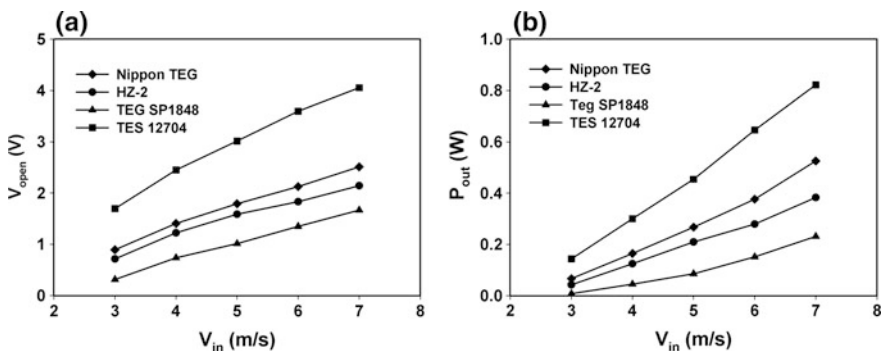 (a)
5
4
3
2
1
0
V_open (V)
Nippon TEG
HZ-2
TEG SP1848
TES 12704
2 3 4 5 6 7 8
V_in (m/s)
(b)
1.0
0.8
0.6
0.4
0.2
0.0
P_out (W)
Nippon TEG
HZ-2
Teg SP1848
TES 12704
2 3 4 5 6 7 8
V_in (m/s)